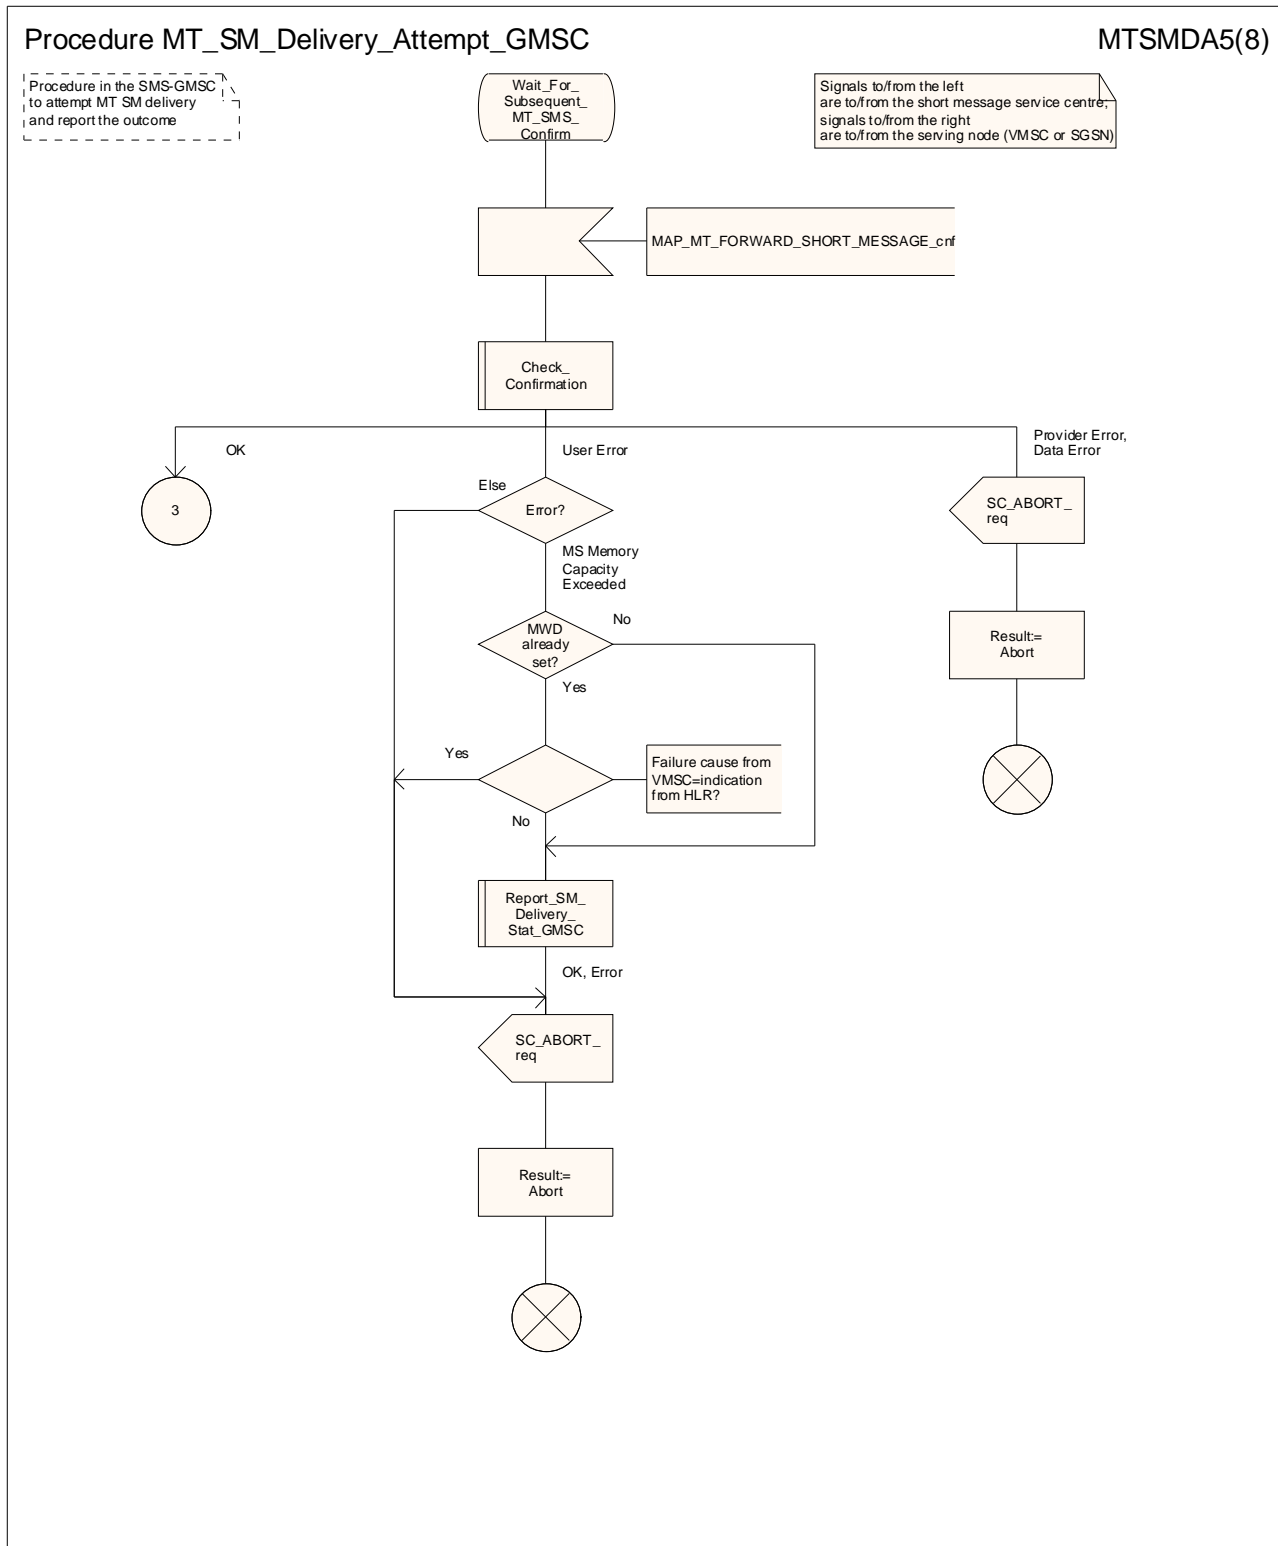 Procedure MT_SM_Delivery_Attempt_GMSC
MTSMDA5(8)
Procedure in the SMS-GMSC
to attempt MT SM delivery
and report the outcome
Wait_For_
Subsequent_
MT_SMS_
Confirm
Signals to/from the left
are to/from the short message service centre;
signals to/from the right
are to/from the serving node (VMSC or SGSN)
MAP_MT_FORWARD_SHORT_MESSAGE_cnf
Check_
Confirmation
OK
User Error
Provider Error,
Data Error
3
Else
Error?
SC_ABORT_
req
MS Memory
Capacity
Exceeded
MWD
already
set?
No
Yes
Result:=
Abort
Yes
Failure cause from
VMSC=indication
from HLR?
No
Report_SM_
Delivery_
Stat_GMSC
OK, Error
SC_ABORT_
req
Result:=
Abort